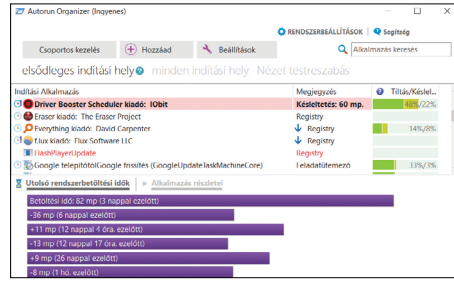 Autorun Organizer (Ingyenes)
RENDSZERBEÁLLÍTÁSOK Segítség
Csoportos kezelés Hozzáad Beállítások Alkalmazás keresés
elsődleges indítási hely minden indítási hely Nézet testreszabás
Indítási Alkalmazás Megjegyzés Tiltás/Késlel...
Driver Booster Scheduler kiadó: IObit Késleltetés: 60 mp. 48%/22%
Eraser kiadó: The Eraser Project Registry
Everything kiadó: David Carpenter Registry 14%/8%
f.lux kiadó: Flux Software LLC Registry
FlashPlayerUpdate Registry
Google telepítőtólGoogle frissítés (GoogleUpdateTaskMachineCore) Feladatütemező 33%/3%
Utolsó rendszerbetöltési idők Alkalmazás részletei
Betöltési idő: 82 mp (3 nappal ezelőtt)
-36 mp (6 nappal ezelőtt)
+11 mp (12 nappal 4 óra. ezelőtt)
-13 mp (12 nappal 17 óra. ezelőtt)
+9 mp (26 nappal ezelőtt)
-8 mp (1 hó. ezelőtt)